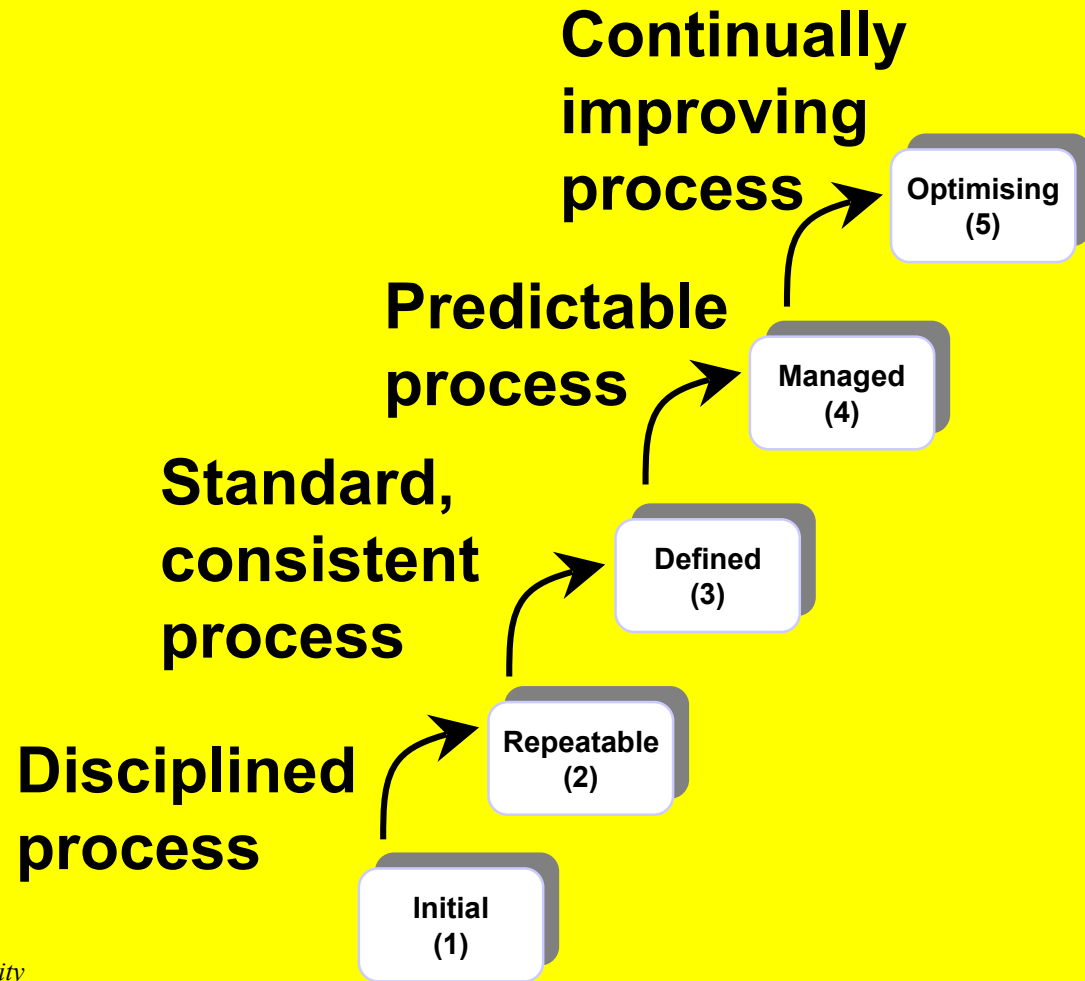 Continually
improving
process
Optimising
(5)
Predictable
process
Managed
(4)
Standard,
consistent
process
Defined
(3)
Disciplined
process
Repeatable
(2)
Initial
(1)
ity